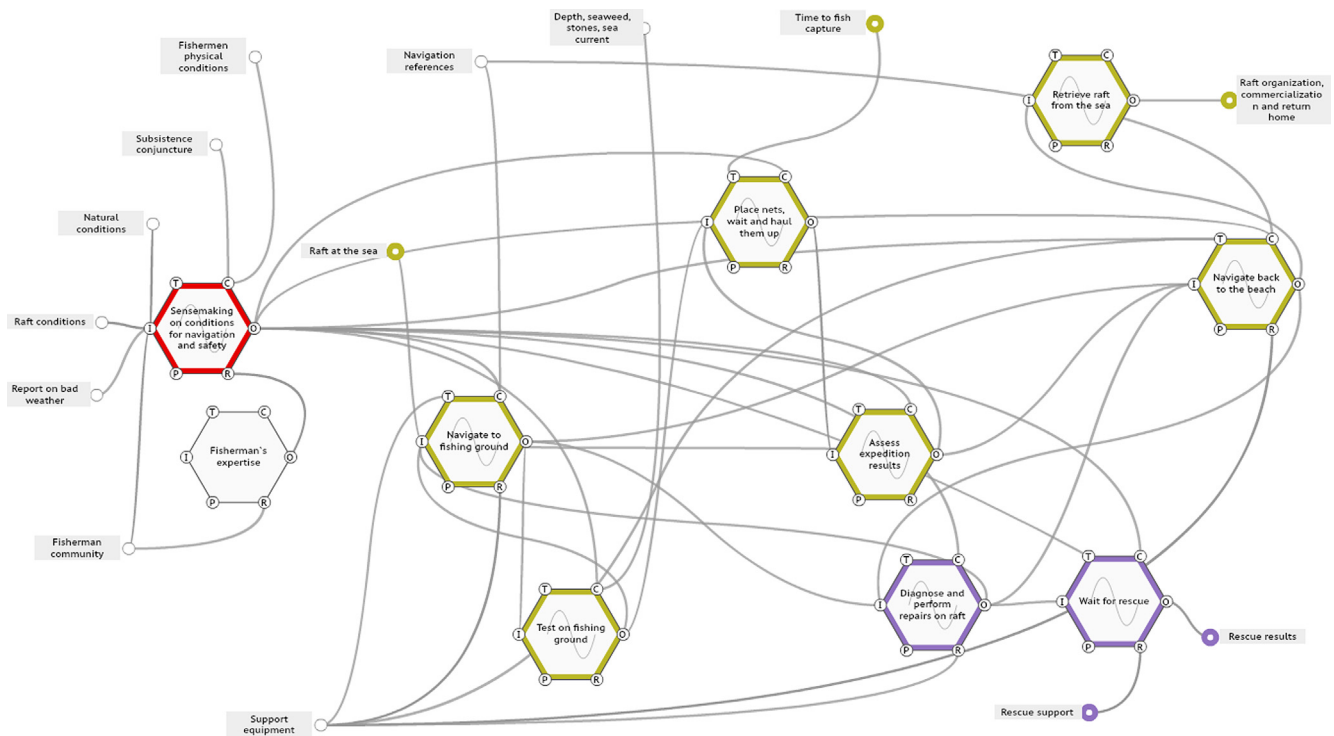 Depth, seaweed,
stones, sea
current
Time to fish
capture
Fishermen
physical
conditions
Navigation
references
T
C
Retrieve raft
from the sea
I
O
P
R
Raft organization,
commercializatio
n and return
home
Subsistence
conjuncture
T
C
Place nets,
wait and haul
them up
I
O
P
R
Natural
conditions
Raft at the sea
T
C
Navigate back
to the beach
I
O
P
R
T
C
Sensemaking
on conditions
for navigation
and safety
I
O
P
R
Raft conditions
Report on bad
weather
T
C
Fisherman`s
expertise
I
O
P
R
T
C
Navigate to
fishing ground
I
O
P
R
T
C
Assess
expedition
results
I
O
P
R
Fisherman
community
T
C
Test on fishing
ground
I
O
P
R
T
C
Diagnose and
perform
repairs on raft
I
O
P
R
T
C
Wait for rescue
I
O
P
R
Rescue results
Rescue support
Support
equipment